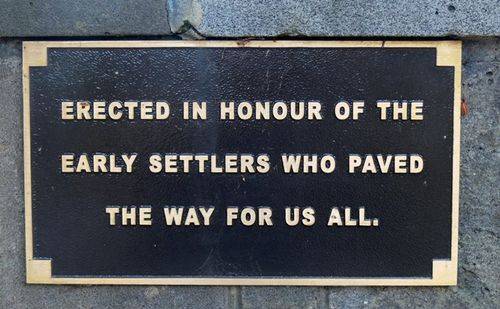 ERECTED IN HONOUR OF THE
EARLY SETTLERS WHO PAVED
THE WAY FOR US ALL.